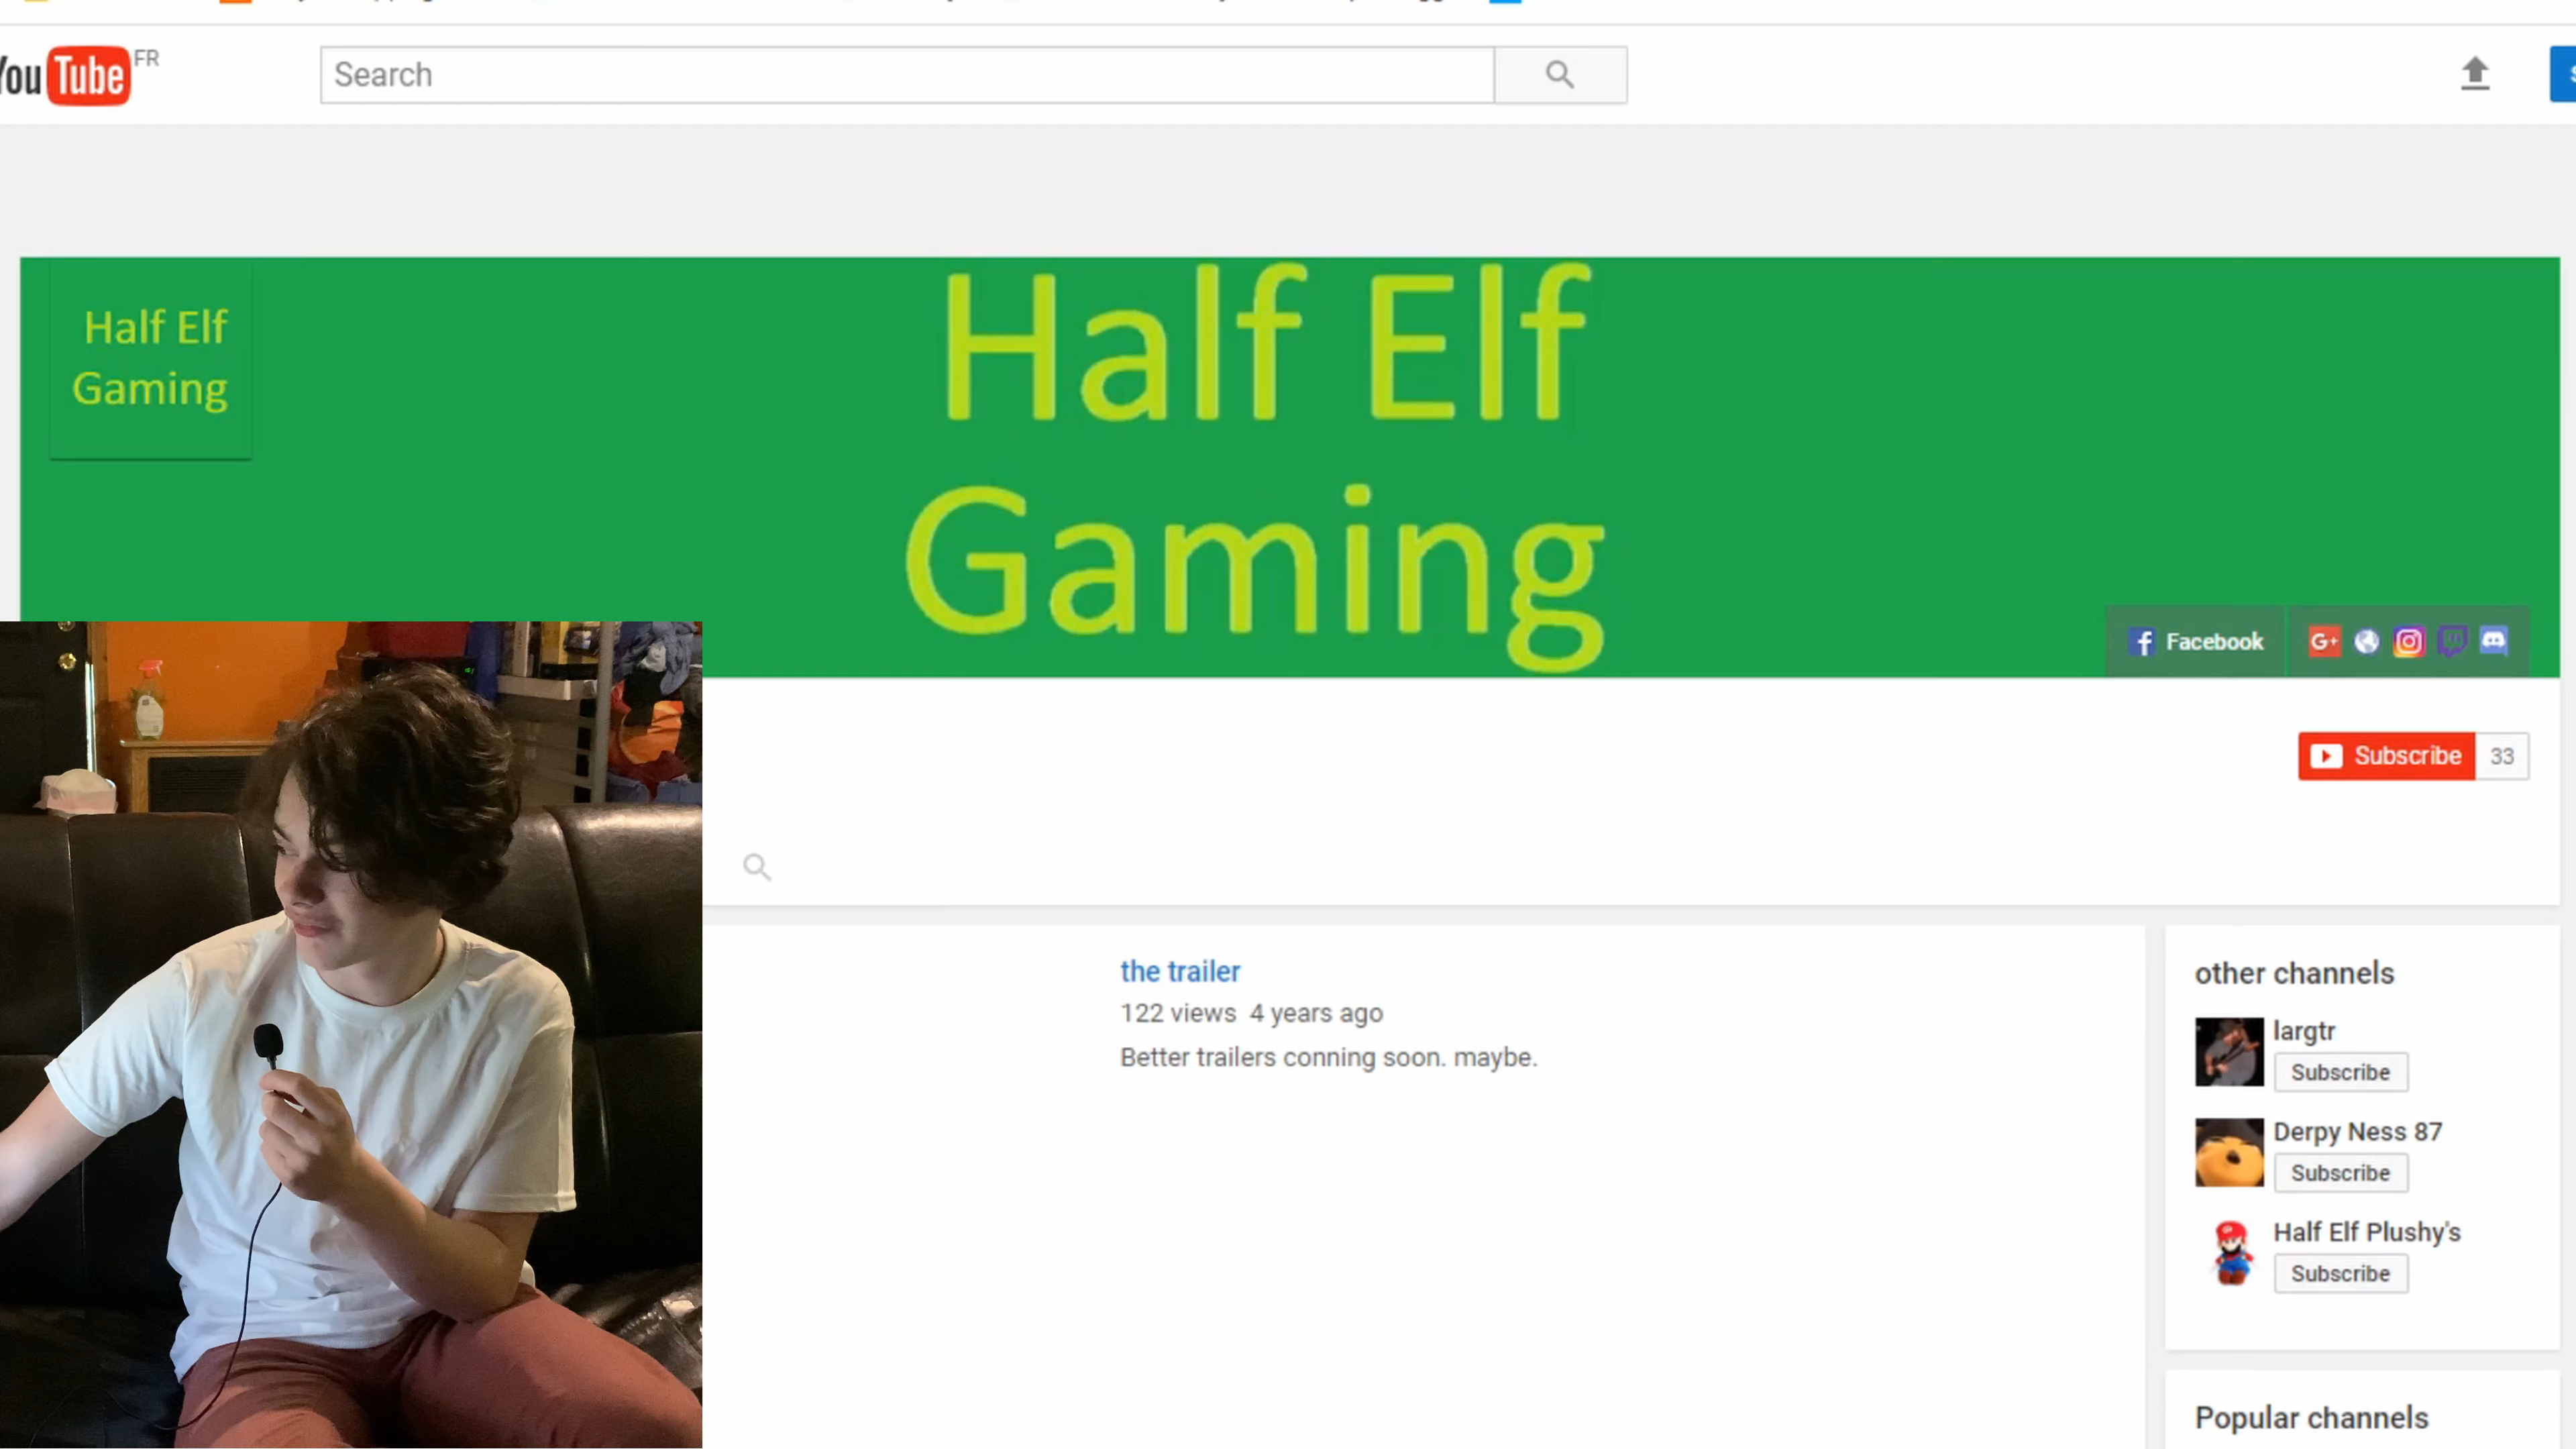 YouTube FR
Search
Half Elf
Gaming
Half Elf
Gaming
Facebook
G+
Subscribe 33
the trailer
122 views 4 years ago
Better trailers conning soon. maybe.
other channels
largtr
Subscribe
Derpy Ness 87
Subscribe
Half Elf Plushy's
Subscribe
Popular channels